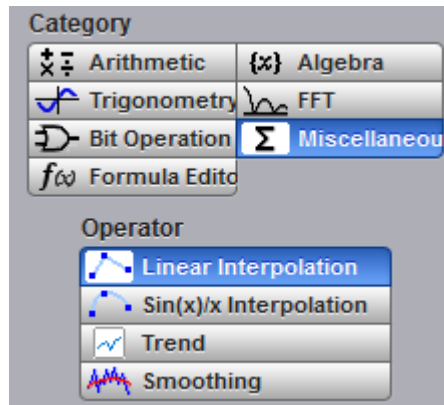 Category
Arithmetic {x} Algebra
Trigonometry FFT
Bit Operation Σ Miscellaneou
f(x) Formula Edito
Operator
Linear Interpolation
Sin(x)/x Interpolation
Trend
Smoothing